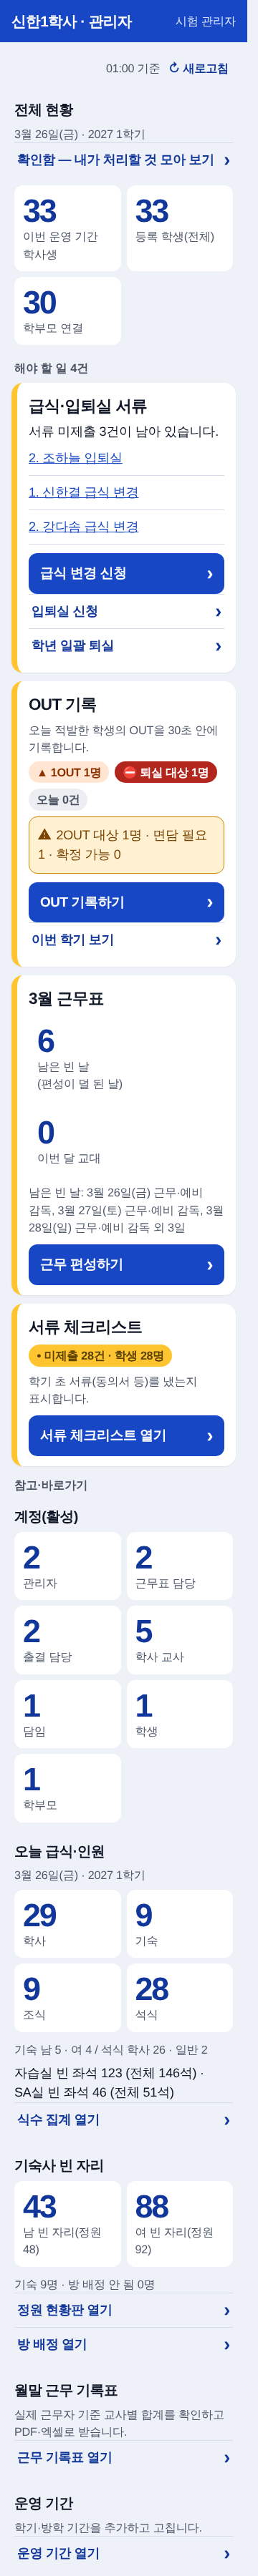 신한1학사 · 관리자 시험 관리자
01:00 기준 ↻ 새로고침
전체 현황
3월 26일(금) · 2027 1학기
확인함 — 내가 처리할 것 모아 보기 ›
33 33
이번 운영 기간 등록 학생(전체)
학사생
30
학부모 연결
해야 할 일 4건
급식·입퇴실 서류
서류 미제출 3건이 남아 있습니다.
2. 조하늘 입퇴실
1. 신한결 급식 변경
2. 강다솜 급식 변경
급식 변경 신청 ›
입퇴실 신청 ›
학년 일괄 퇴실 ›
OUT 기록
오늘 적발한 학생의 OUT을 30초 안에
기록합니다.
▲ 1OUT 1명 ⛔ 퇴실 대상 1명
오늘 0건
⚠ 2OUT 대상 1명 · 면담 필요
1 · 확정 가능 0
OUT 기록하기 ›
이번 학기 보기 ›
3월 근무표
6
남은 빈 날
(편성이 덜 된 날)
0
이번 달 교대
남은 빈 날: 3월 26일(금) 근무·예비
감독, 3월 27일(토) 근무·예비 감독, 3월
28일(일) 근무·예비 감독 외 3일
근무 편성하기 ›
서류 체크리스트
• 미제출 28건 · 학생 28명
학기 초 서류(동의서 등)를 냈는지
표시합니다.
서류 체크리스트 열기 ›
참고·바로가기
계정(활성)
2 2
관리자 근무표 담당
2 5
출결 담당 학사 교사
1 1
담임 학생
1
학부모
오늘 급식·인원
3월 26일(금) · 2027 1학기
29 9
학사 기숙
9 28
조식 석식
기숙 남 5 · 여 4 / 석식 학사 26 · 일반 2
자습실 빈 좌석 123 (전체 146석) ·
SA실 빈 좌석 46 (전체 51석)
식수 집계 열기 ›
기숙사 빈 자리
43 88
남 빈 자리(정원 여 빈 자리(정원
48) 92)
기숙 9명 · 방 배정 안 됨 0명
정원 현황판 열기 ›
방 배정 열기 ›
월말 근무 기록표
실제 근무자 기준 교사별 합계를 확인하고
PDF·엑셀로 받습니다.
근무 기록표 열기 ›
운영 기간
학기·방학 기간을 추가하고 고칩니다.
운영 기간 열기 ›